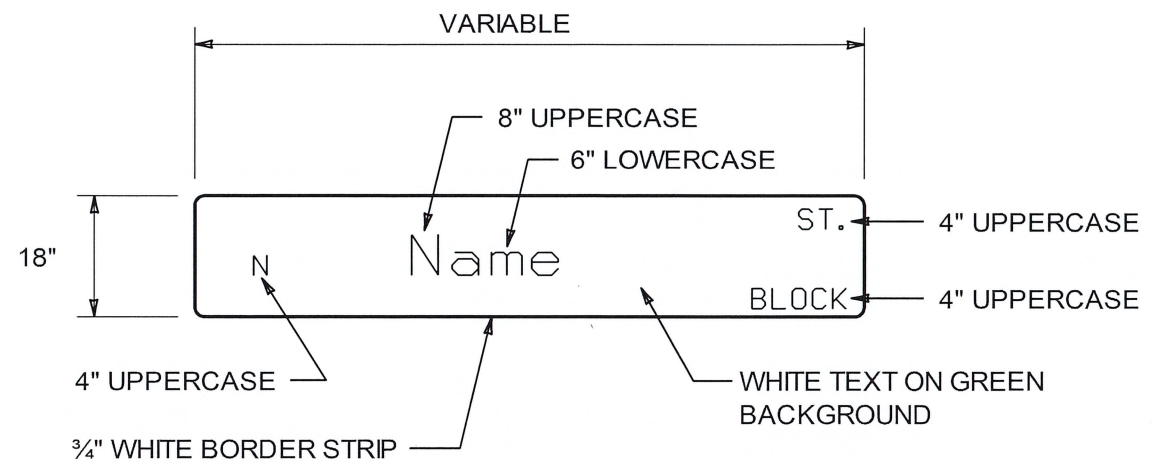 VARIABLE
8" UPPERCASE
6" LOWERCASE
ST.
4" UPPERCASE
18"
Name
N
BLOCK
4" UPPERCASE
4" UPPERCASE
WHITE TEXT ON GREEN
BACKGROUND
¾" WHITE BORDER STRIP